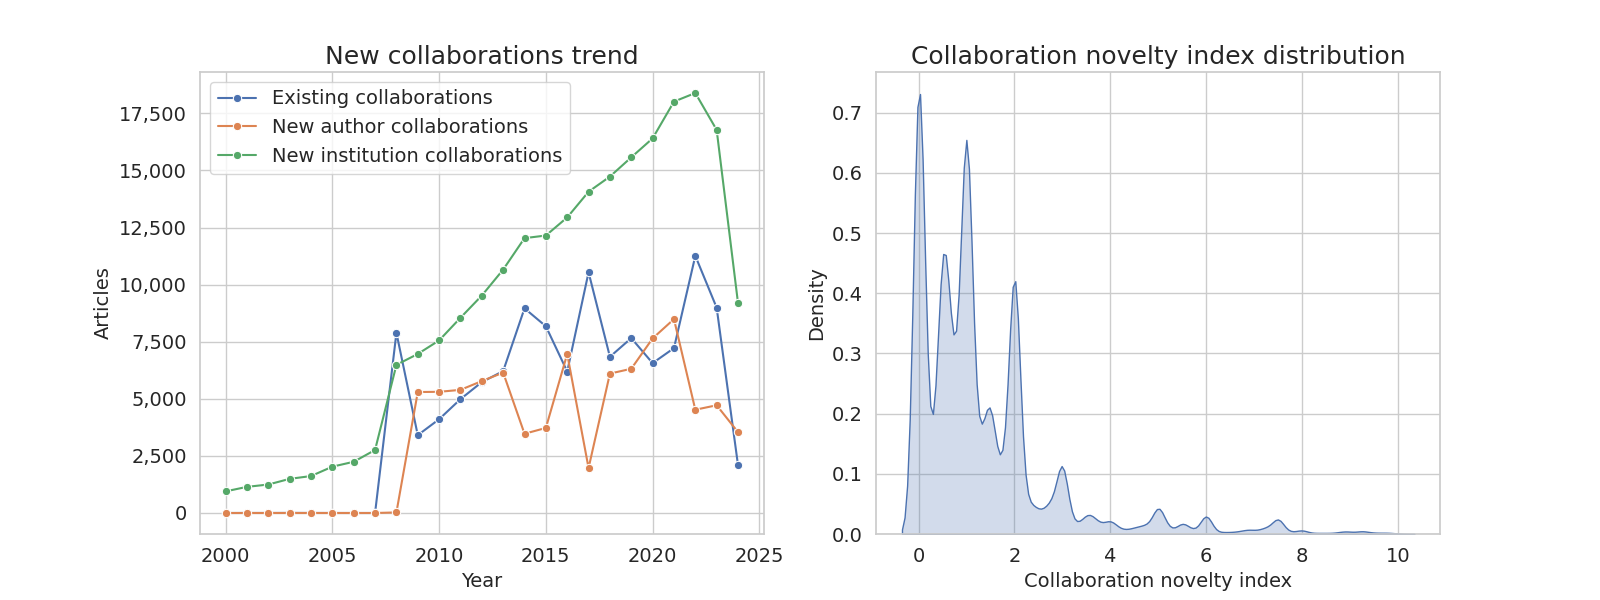 New collaborations trend
Existing collaborations
New author collaborations
New institution collaborations
Articles
17,500
15,000
12,500
10,000
7,500
5,000
2,500
0
2000 2005 2010 2015 2020 2025
Year
Collaboration novelty index distribution
Density
0.7
0.6
0.5
0.4
0.3
0.2
0.1
0.0
0 2 4 6 8 10
Collaboration novelty index